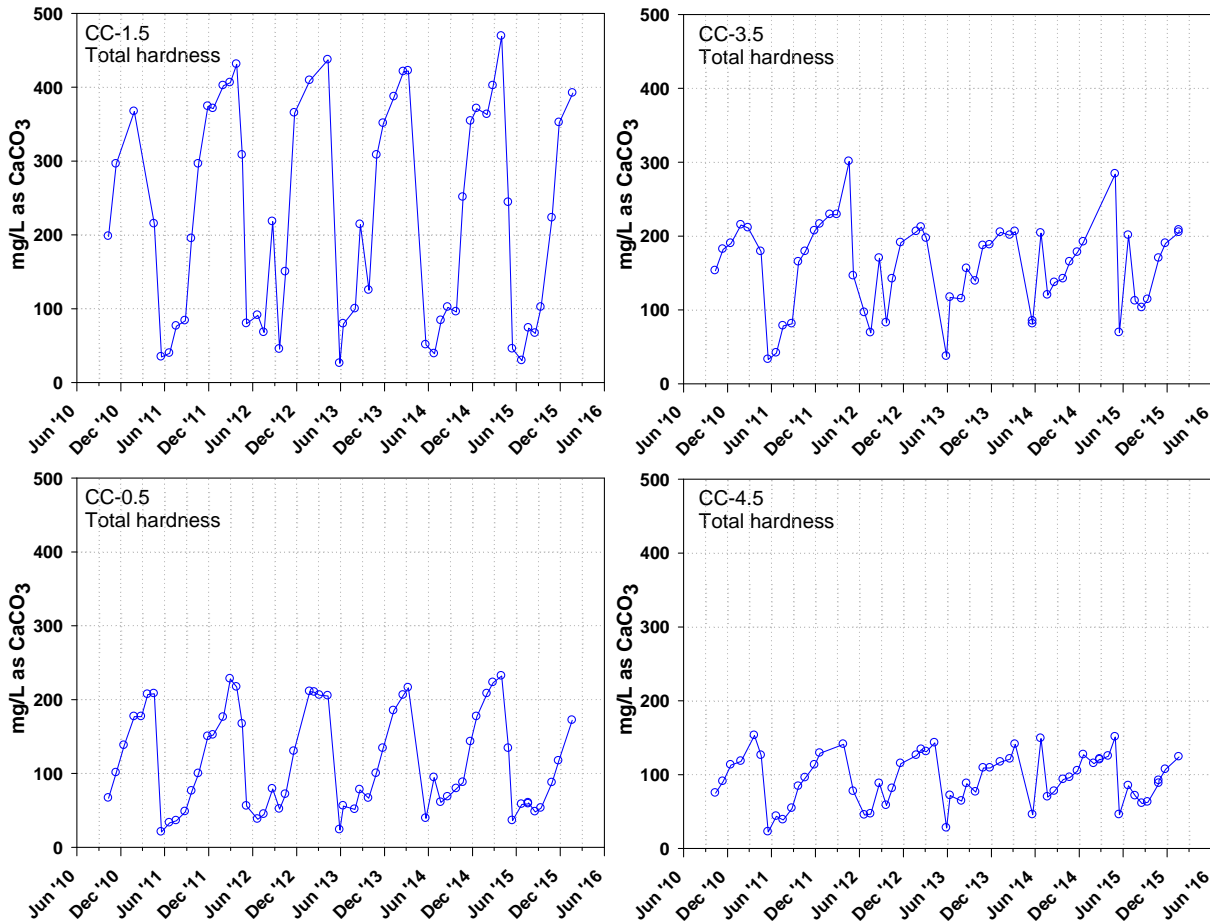 CC-1.5
Total hardness
mg/L as CaCO3
500
400
300
200
100
0
Jun '10
Dec '10
Jun '11
Dec '11
Jun '12
Dec '12
Jun '13
Dec '13
Jun '14
Dec '14
Jun '15
Dec '15
Jun '16
CC-3.5
Total hardness
mg/L as CaCO3
500
400
300
200
100
0
Jun '10
Dec '10
Jun '11
Dec '11
Jun '12
Dec '12
Jun '13
Dec '13
Jun '14
Dec '14
Jun '15
Dec '15
Jun '16
CC-0.5
Total hardness
mg/L as CaCO3
500
400
300
200
100
0
Jun '10
Dec '10
Jun '11
Dec '11
Jun '12
Dec '12
Jun '13
Dec '13
Jun '14
Dec '14
Jun '15
Dec '15
Jun '16
CC-4.5
Total hardness
mg/L as CaCO3
500
400
300
200
100
0
Jun '10
Dec '10
Jun '11
Dec '11
Jun '12
Dec '12
Jun '13
Dec '13
Jun '14
Dec '14
Jun '15
Dec '15
Jun '16